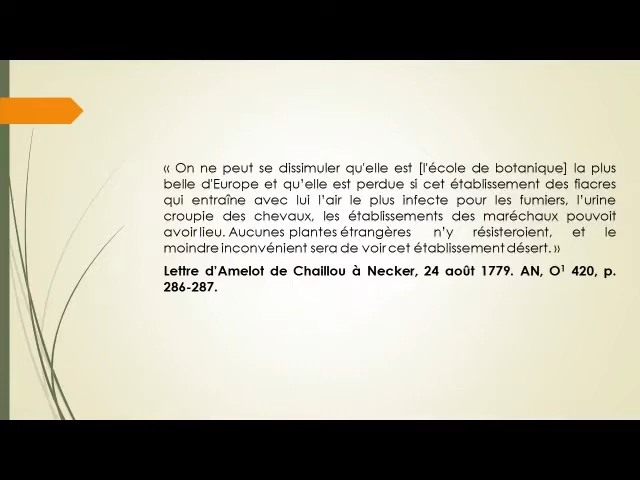 « On ne peut se dissimuler qu'elle est [l'école de botanique] la plus
belle d'Europe et qu'elle est perdue si cet établissement des fiacres
qui entraîne avec lui l'air le plus infecte pour les fumiers, l'urine
croupie des chevaux, les établissements des maréchaux pouvoit
avoir lieu. Aucunes plantes étrangères n'y résisteroient, et le
moindre inconvénient sera de voir cet établissement désert. »
Lettre d'Amelot de Chaillou à Necker, 24 août 1779. AN, O¹ 420, p.
286-287.